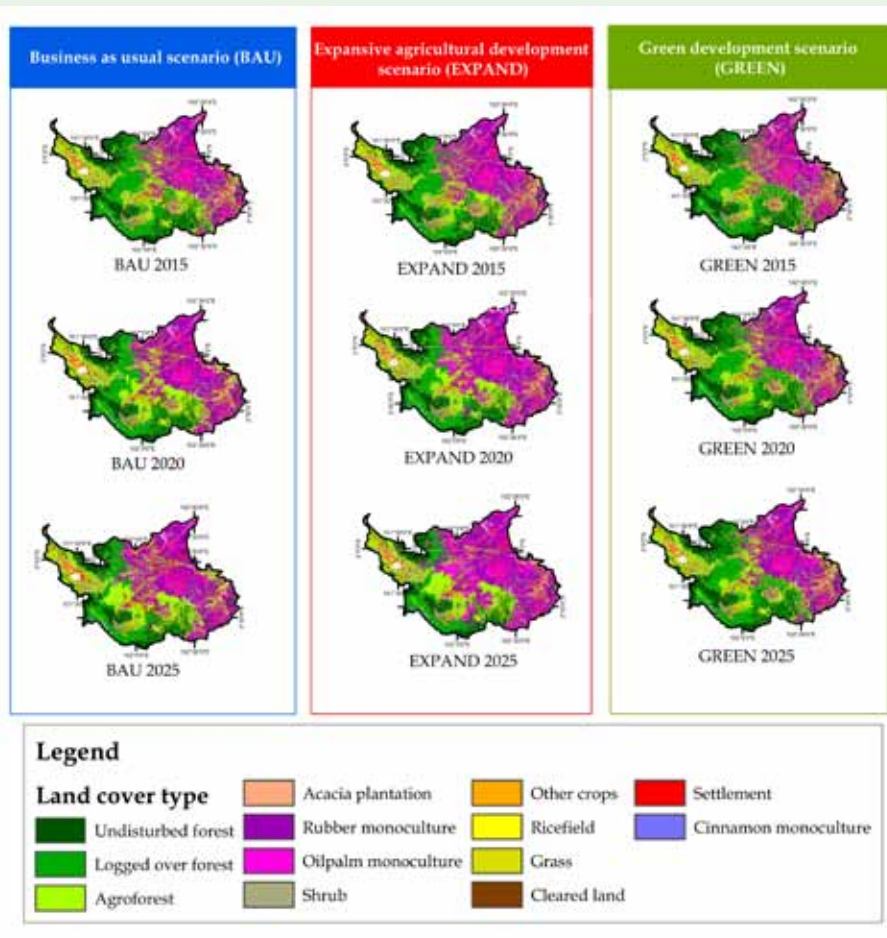 Business as usual scenario (BAU)
Expansive agricultural development
scenario (EXPAND)
Green development scenario
(GREEN)
BAU 2015
EXPAND 2015
GREEN 2015
BAU 2020
EXPAND 2020
GREEN 2020
BAU 2025
EXPAND 2025
GREEN 2025
Legend
Land cover type
Undisturbed forest
Logged over forest
Agroforest
Acacia plantation
Rubber monoculture
Oilpalm monoculture
Shrub
Other crops
Ricefield
Grass
Cleared land
Settlement
Cinnamon monoculture